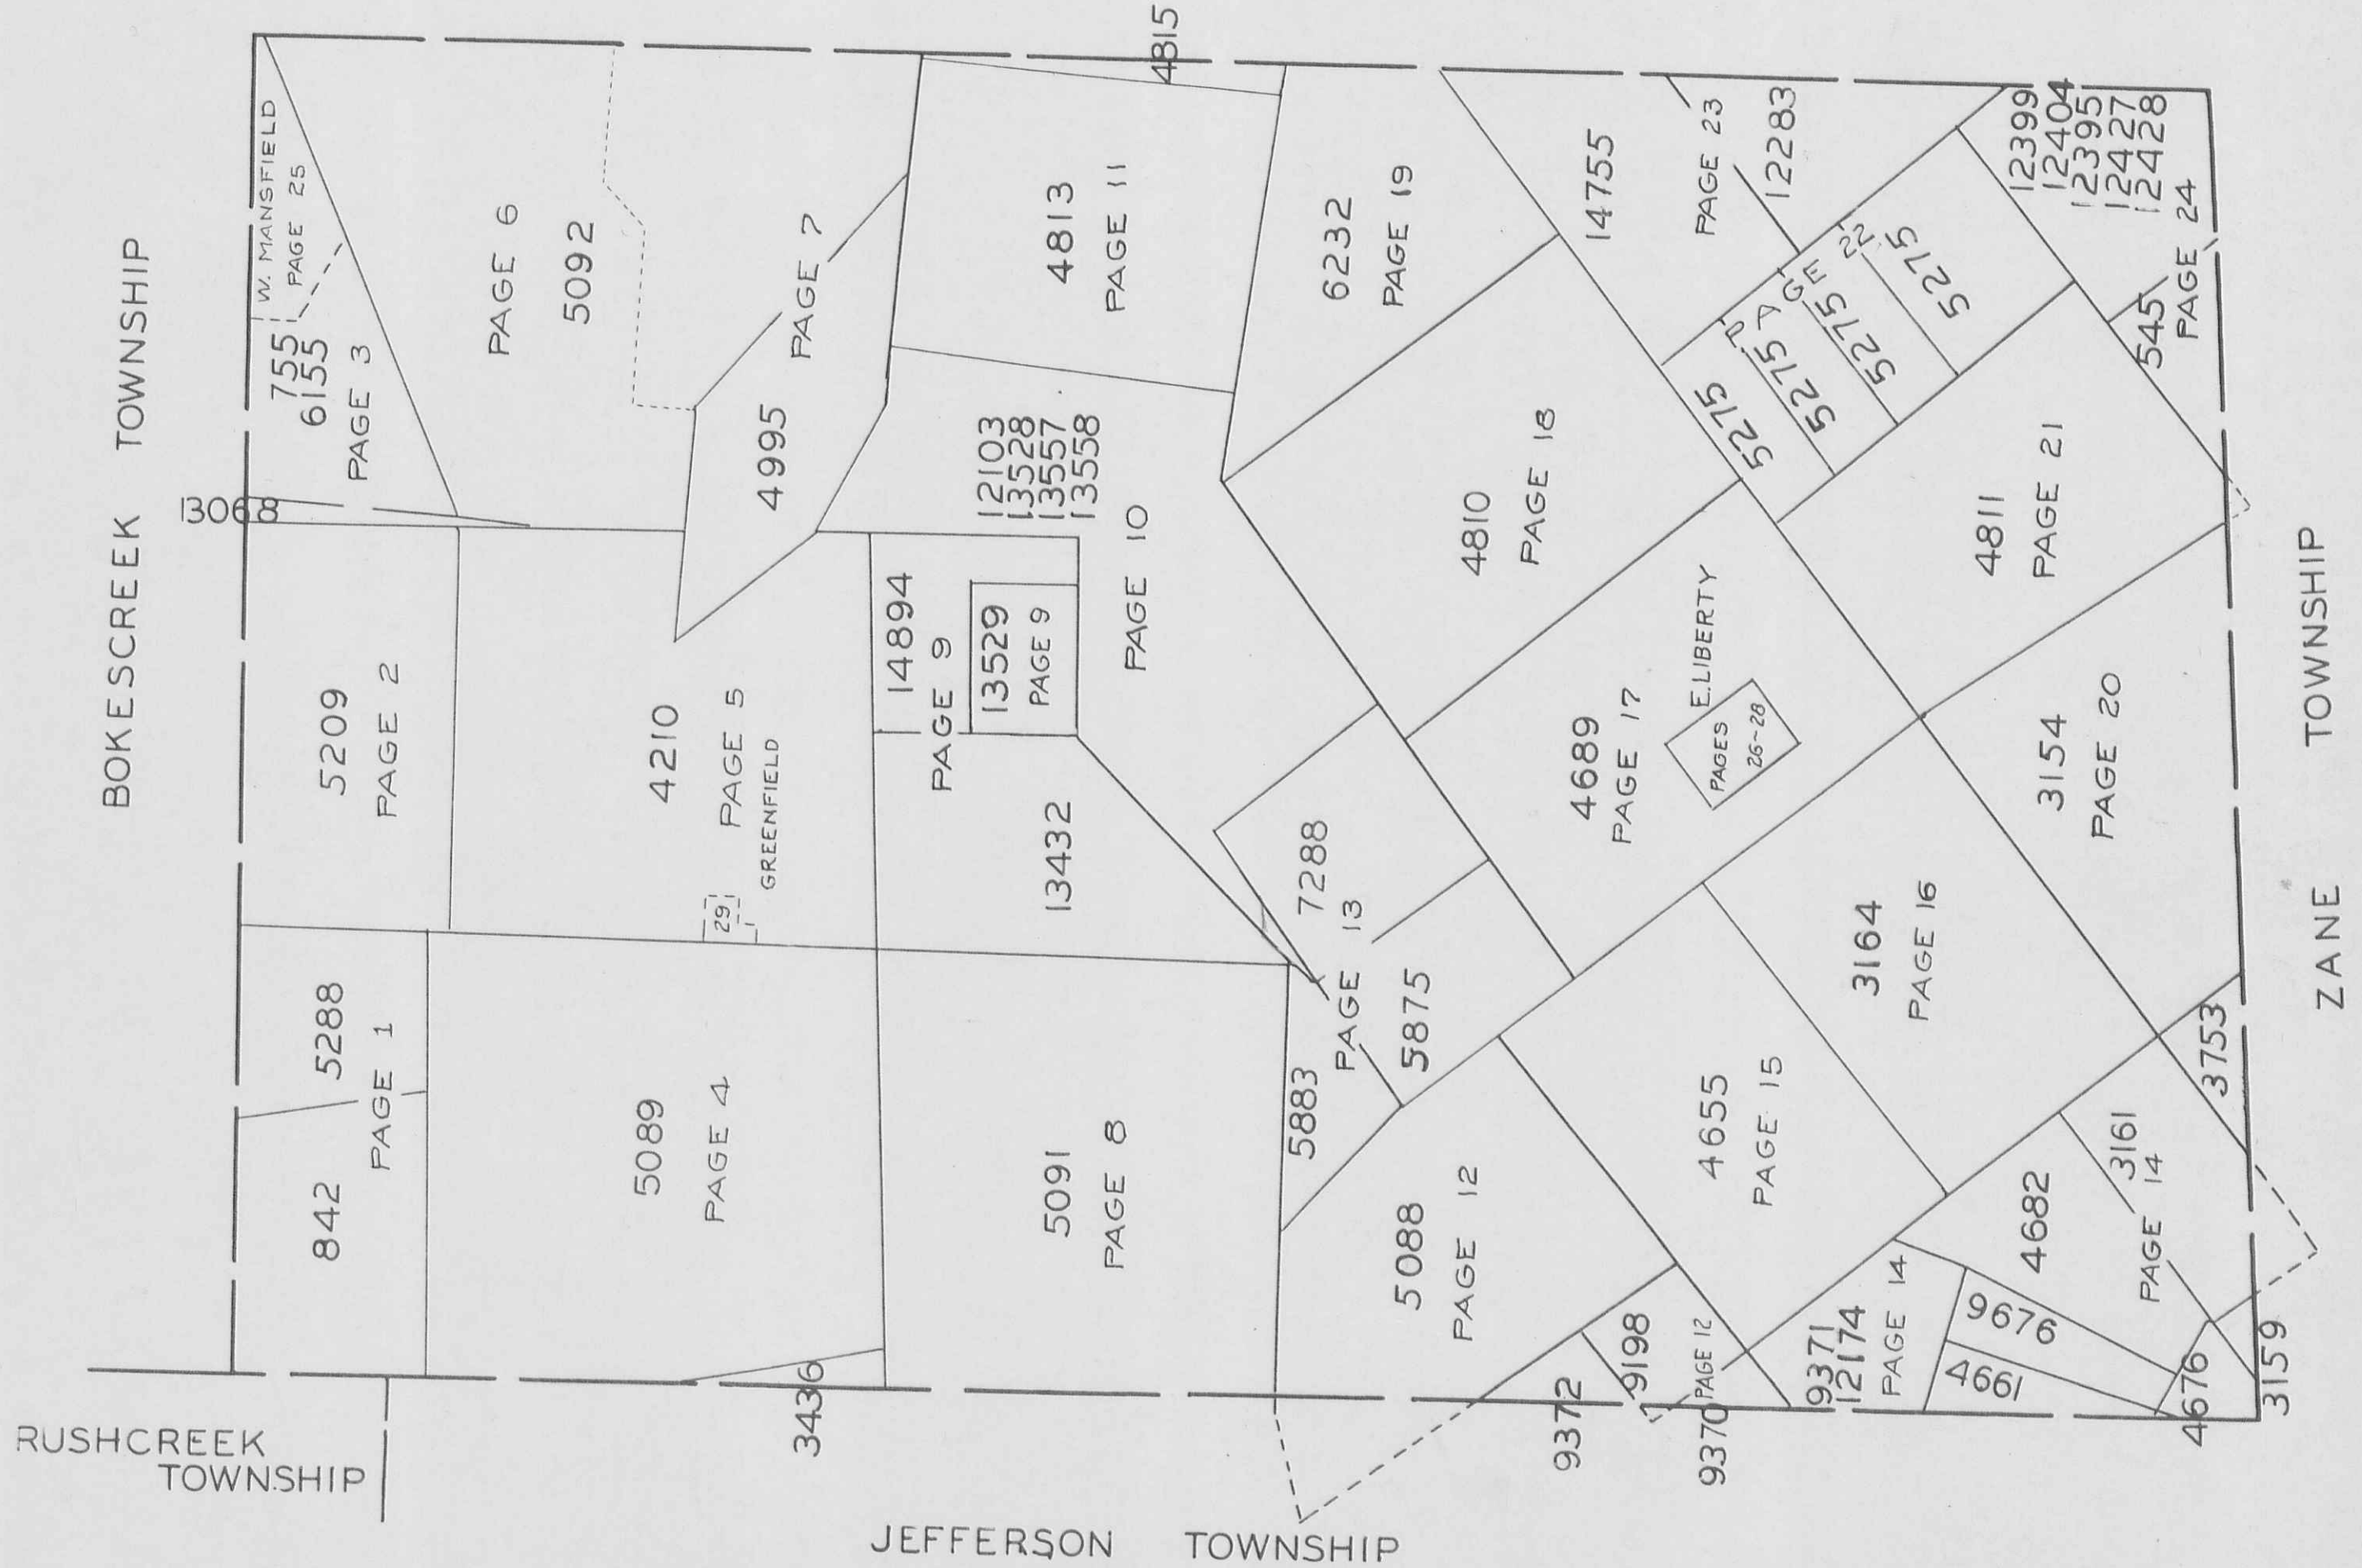 BOKESCREEK TOWNSHIP
13068
842
5288
PAGE 1
5209
PAGE 2
755
6155
PAGE 3
W. MANSFIELD
PAGE 25
5089
PAGE 4
3436
4210
PAGE 5
GREENFIELD
29
PAGE 6
5092
4995
PAGE 7
5091
PAGE 8
13432
14894
PAGE 9
13529
PAGE 9
12103
13528
13557
13558
PAGE 10
4813
PAGE 11
4815
5883
PAGE 13
7288
5875
5088
PAGE 12
9372
9198
PAGE 12
9370
6232
PAGE 19
4810
PAGE 18
4689
PAGE 17
E.LIBERTY
PAGES
26-28
4655
PAGE 15
3164
PAGE 16
9371
12174
PAGE 14
4661
9676
4682
3161
PAGE 14
4676
3159
3753
3154
PAGE 20
4811
PAGE 21
14755
PAGE 23
12283
5275
5275
5275
5275
PAGE 22
12399
12404
12395
12427
12428
545
PAGE 24
RUSHCREEK
TOWNSHIP
JEFFERSON TOWNSHIP
ZANE TOWNSHIP